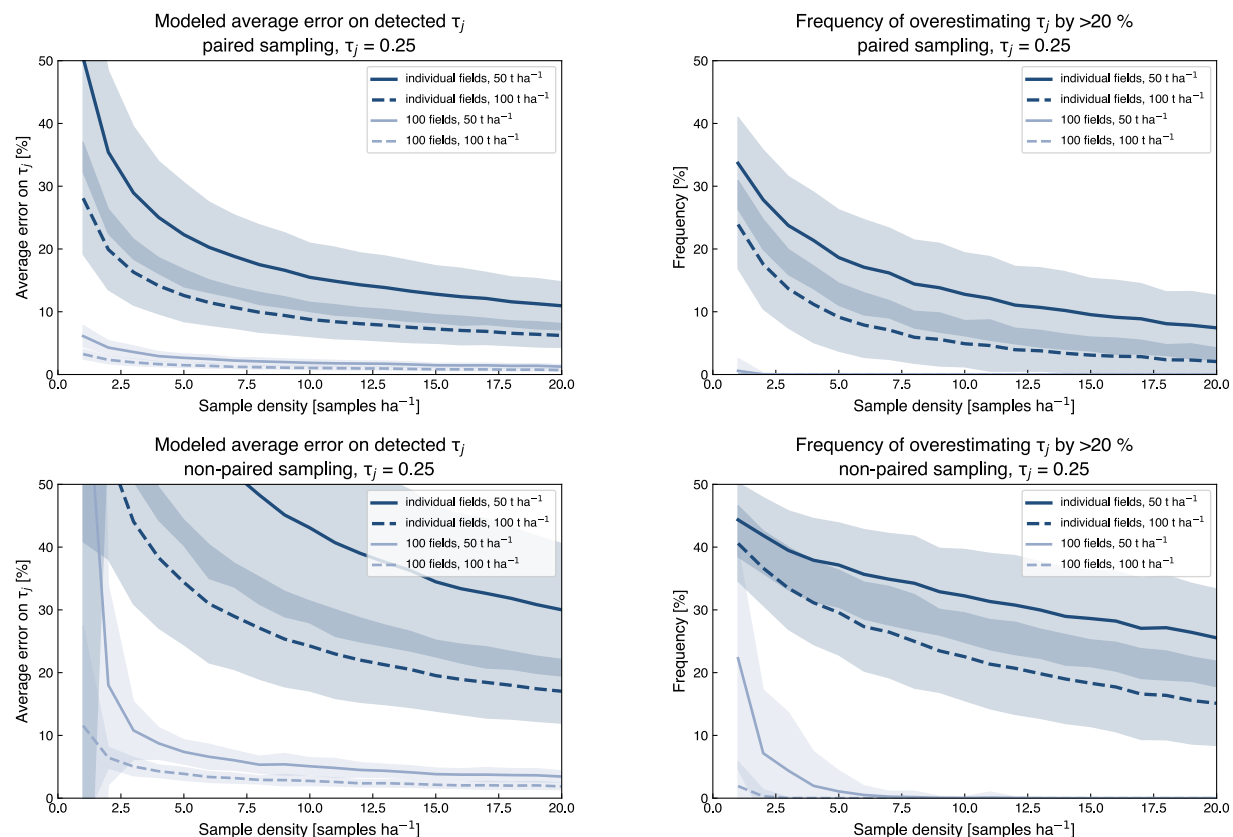 Modeled average error on detected τⱼ
paired sampling, τⱼ = 0.25
50
40
30
20
10
0
Average error on τⱼ [%]
individual fields, 50 t ha⁻¹
individual fields, 100 t ha⁻¹
100 fields, 50 t ha⁻¹
100 fields, 100 t ha⁻¹
0.0 2.5 5.0 7.5 10.0 12.5 15.0 17.5 20.0
Sample density [samples ha⁻¹]
Frequency of overestimating τⱼ by >20 %
paired sampling, τⱼ = 0.25
50
40
30
20
10
0
Frequency [%]
individual fields, 50 t ha⁻¹
individual fields, 100 t ha⁻¹
100 fields, 50 t ha⁻¹
100 fields, 100 t ha⁻¹
0.0 2.5 5.0 7.5 10.0 12.5 15.0 17.5 20.0
Sample density [samples ha⁻¹]
Modeled average error on detected τⱼ
non-paired sampling, τⱼ = 0.25
50
40
30
20
10
0
Average error on τⱼ [%]
individual fields, 50 t ha⁻¹
individual fields, 100 t ha⁻¹
100 fields, 50 t ha⁻¹
100 fields, 100 t ha⁻¹
0.0 2.5 5.0 7.5 10.0 12.5 15.0 17.5 20.0
Sample density [samples ha⁻¹]
Frequency of overestimating τⱼ by >20 %
non-paired sampling, τⱼ = 0.25
50
40
30
20
10
0
Frequency [%]
individual fields, 50 t ha⁻¹
individual fields, 100 t ha⁻¹
100 fields, 50 t ha⁻¹
100 fields, 100 t ha⁻¹
0.0 2.5 5.0 7.5 10.0 12.5 15.0 17.5 20.0
Sample density [samples ha⁻¹]